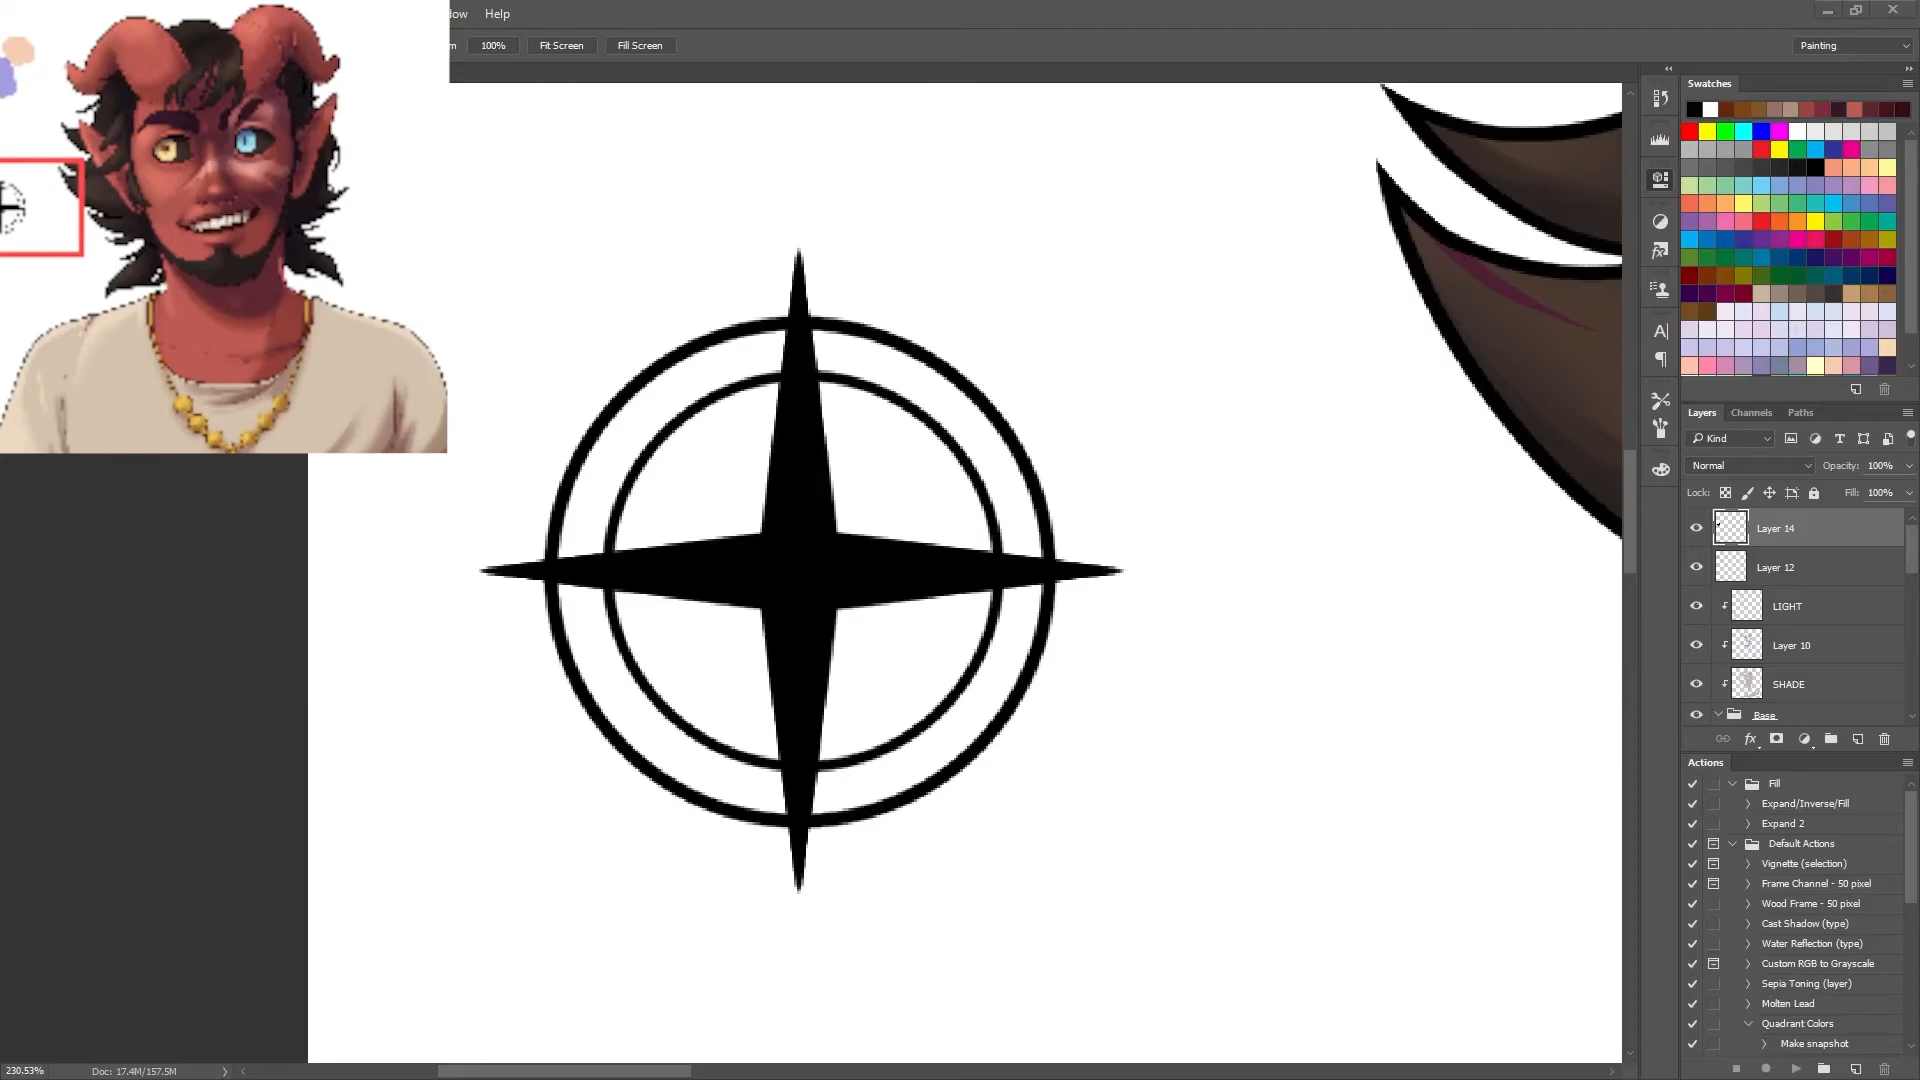 Help
100% Fit Screen Fill Screen Painting
Swatches
Layers Channels Paths
Kind
Normal Opacity: 100%
Lock: Fill: 100%
Layer 14
Layer 12
LIGHT
Layer 10
SHADE
Base
fx
Actions
Fill
Expand/Inverse/Fill
Expand 2
Default Actions
Vignette (selection)
Frame Channel - 50 pixel
Wood Frame - 50 pixel
Cast Shadow (type)
Water Reflection (type)
Custom RGB to Grayscale
Sepia Toning (layer)
Molten Lead
Quadrant Colors
Make snapshot
230.53% Doc: 17.4M/157.5M